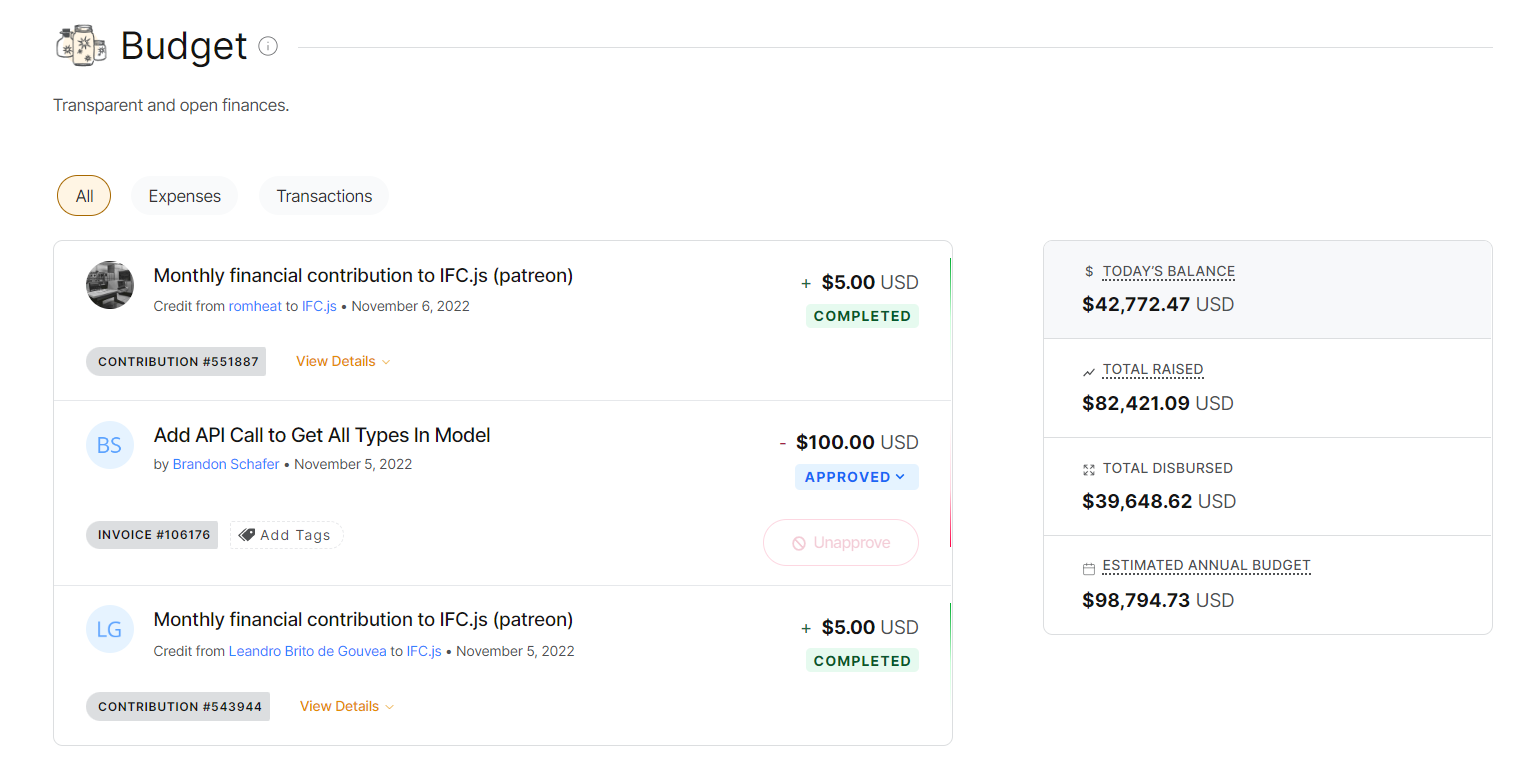 Budget
Transparent and open finances.
All
Expenses
Transactions
Monthly financial contribution to IFC.js (patreon)
+ $5.00 USD
Credit from romheat to IFC.js • November 6, 2022
COMPLETED
CONTRIBUTION #551887
View Details
BS
Add API Call to Get All Types In Model
- $100.00 USD
by Brandon Schafer • November 5, 2022
APPROVED
INVOICE #106176
Add Tags
Unapprove
LG
Monthly financial contribution to IFC.js (patreon)
+ $5.00 USD
Credit from Leandro Brito de Gouvea to IFC.js • November 5, 2022
COMPLETED
CONTRIBUTION #543944
View Details
$ TODAY'S BALANCE
$42,772.47 USD
TOTAL RAISED
$82,421.09 USD
TOTAL DISBURSED
$39,648.62 USD
ESTIMATED ANNUAL BUDGET
$98,794.73 USD